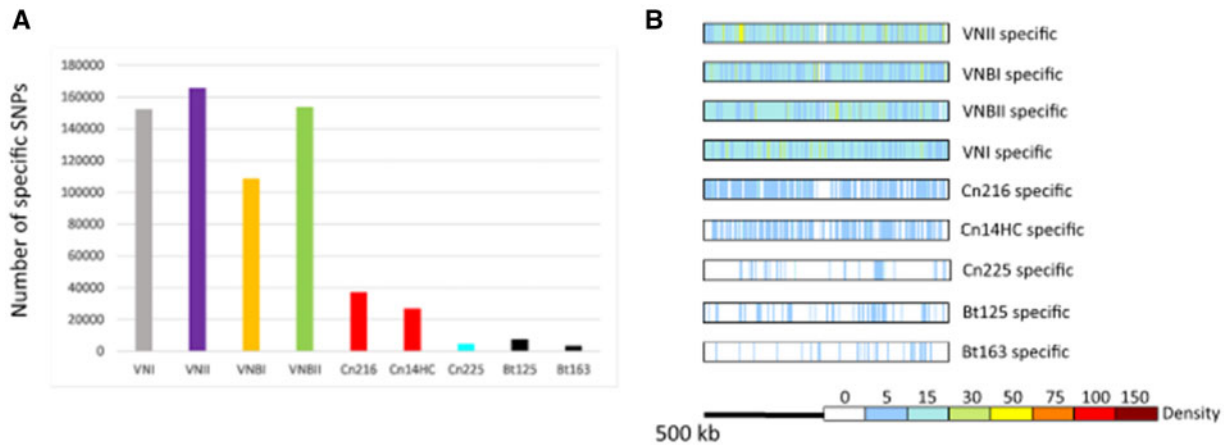 A
Number of specific SNPs
180000
160000
140000
120000
100000
80000
60000
40000
20000
0
VNI VNII VNBI VNBII Cn216 Cn14HC Cn225 Bt125 Bt163
B
VNII specific
VNBI specific
VNBII specific
VNI specific
Cn216 specific
Cn14HC specific
Cn225 specific
Bt125 specific
Bt163 specific
0 5 15 30 50 75 100 150
Density
500 kb